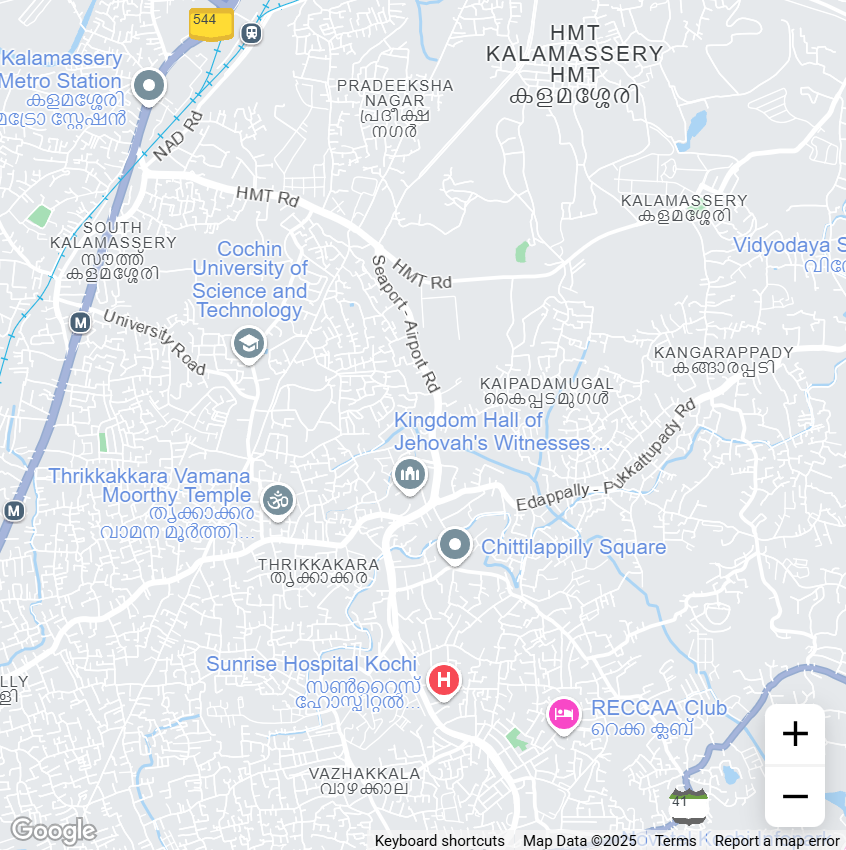 544
HMT
KALAMASSERY
HMT
കളമശ്ശേരി
Kalamassery
Metro Station
കളമശ്ശേരി
മെട്രോ സ്റ്റേഷൻ
PRADEEKSHA
NAGAR
പ്രദീക്ഷ
നഗർ
NAD Rd
HMT Rd
KALAMASSERY
കളമശ്ശേരി
SOUTH
KALAMASSERY
സൗത്ത്
കളമശ്ശേരി
Cochin
University of
Science and
Technology
Seaport - Airport Rd
HMT Rd
Vidyodaya S
M
University Road
KANGARAPPADY
കങ്ങാരപ്പടി
KAIPADAMUGAL
കൈപ്പടമുഗൾ
Kingdom Hall of
Jehovah's Witnesses…
Edappally - Pukkattupady Rd
Thrikkakkara Vamana
Moorthy Temple
തൃക്കാക്കര
വാമന മൂർത്തി…
M
Chittilappilly Square
THRIKKAKARA
തൃക്കാക്കര
Sunrise Hospital Kochi
സൺറൈസ്
ഹോസ്പിറ്റൽ…
H
LLY
ളി
RECCAA Club
റെക്ക ക്ലബ്
VAZHAKKALA
വാഴക്കാല
+
−
41
Google
Keyboard shortcuts
Map Data ©2025
Terms
Report a map error